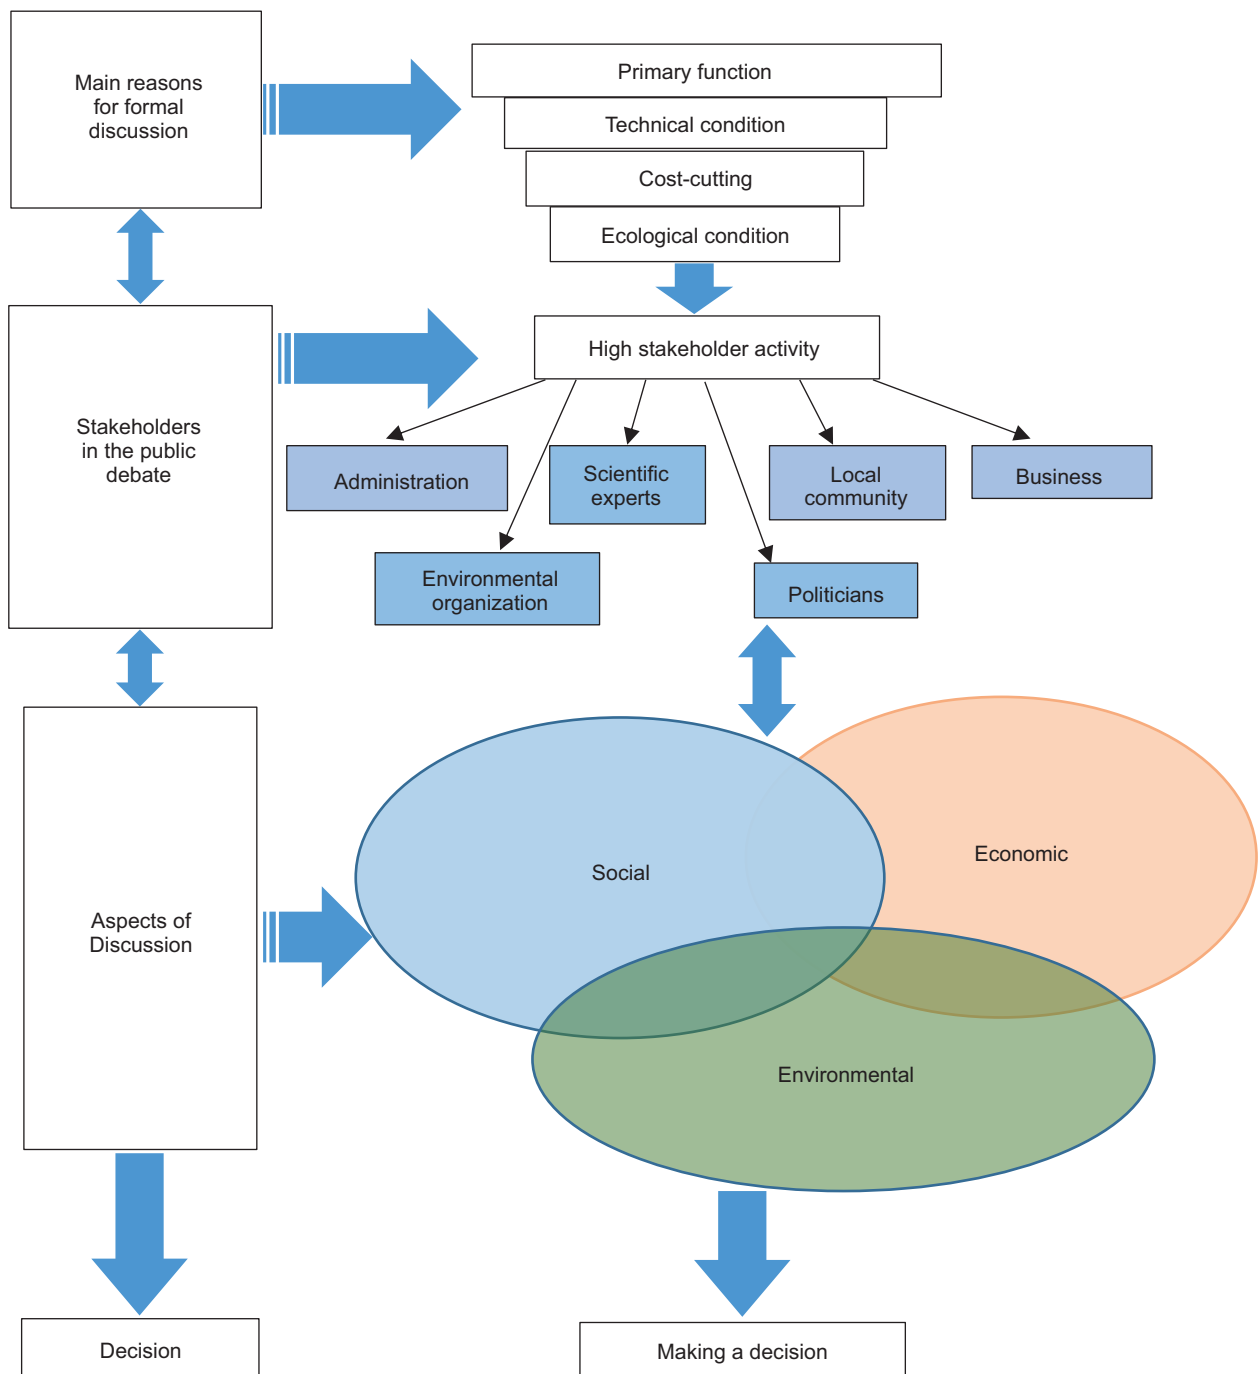 Main reasons
for formal
discussion
Primary function
Technical condition
Cost-cutting
Ecological condition
Stakeholders
in the public
debate
High stakeholder activity
Administration
Scientific
experts
Local
community
Business
Environmental
organization
Politicians
Aspects of
Discussion
Social
Economic
Environmental
Decision
Making a decision